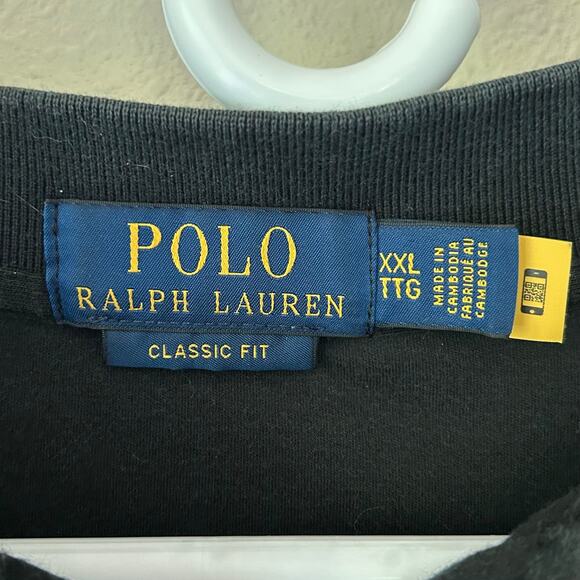 POLO
RALPH LAUREN
CLASSIC FIT
XXL
TTG
MADE IN
CAMBODIA
FABRIQUÉ AU
CAMBODGE